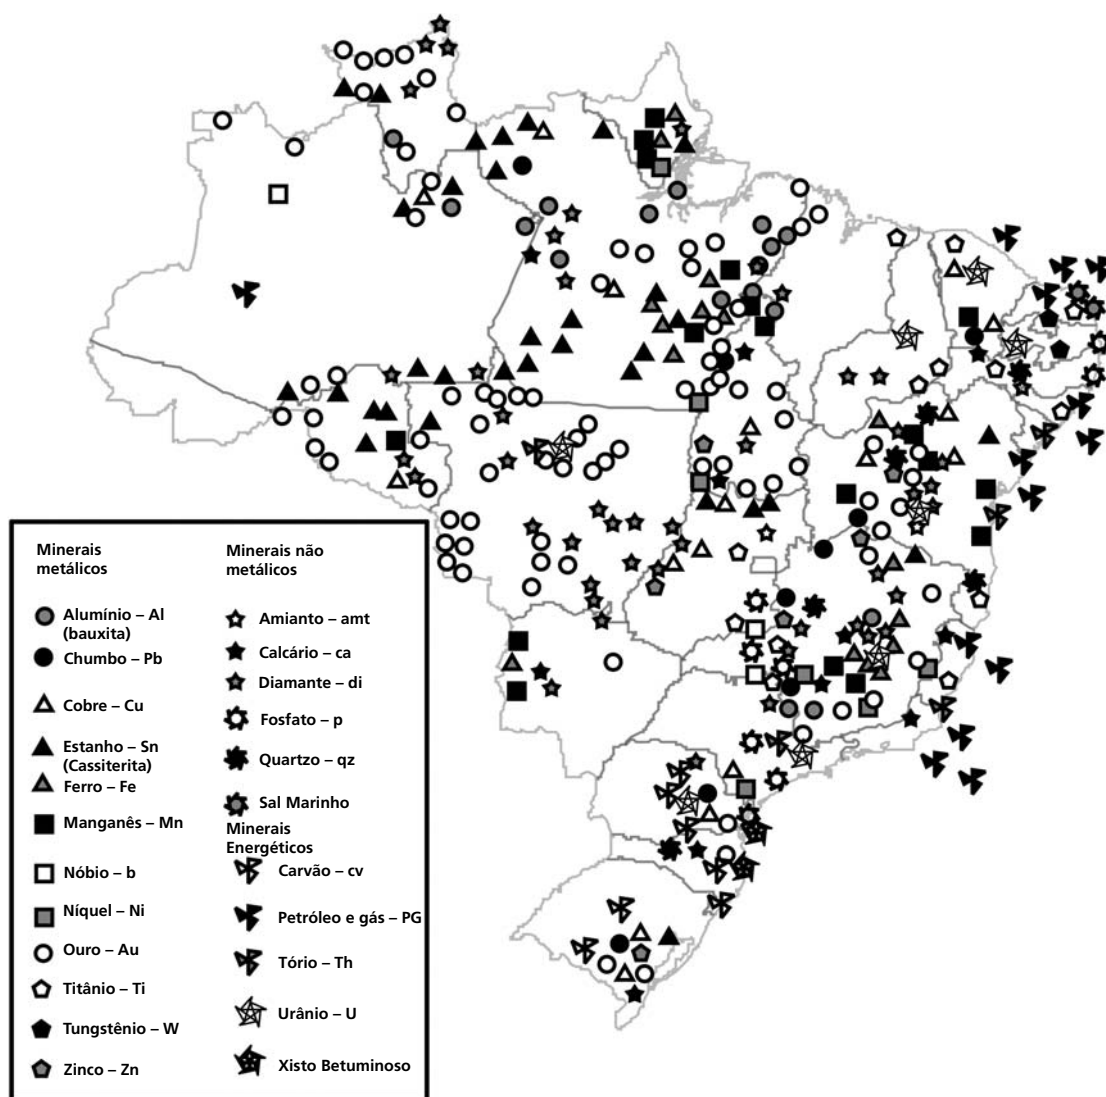 Minerais
metálicos
Alumínio – Al
(bauxita)
Chumbo – Pb
Cobre – Cu
Estanho – Sn
(Cassiterita)
Ferro – Fe
Manganês – Mn
Nóbio – b
Níquel – Ni
Ouro – Au
Titânio – Ti
Tungstênio – W
Zinco – Zn
Minerais não
metálicos
Amianto – amt
Calcário – ca
Diamante – di
Fosfato – p
Quartzo – qz
Sal Marinho
Minerais
Energéticos
Carvão – cv
Petróleo e gás – PG
Tório – Th
Urânio – U
Xisto Betuminoso